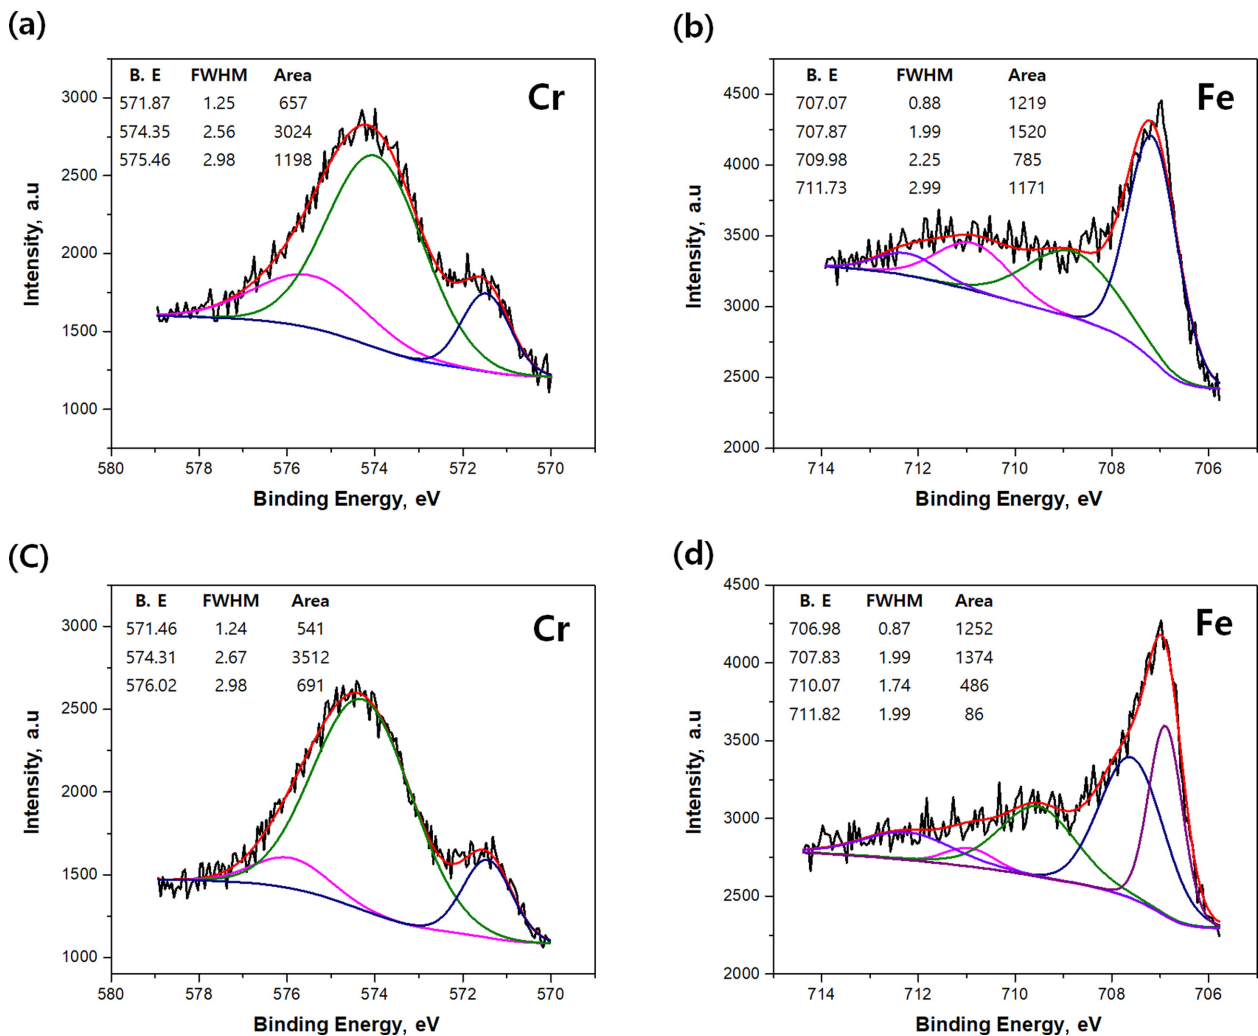 (a)
B. E FWHM Area
571.87 1.25 657
574.35 2.56 3024
575.46 2.98 1198
Cr
3000
2500
2000
1500
1000
Intensity, a.u
580 578 576 574 572 570
Binding Energy, eV
(b)
B. E FWHM Area
707.07 0.88 1219
707.87 1.99 1520
709.98 2.25 785
711.73 2.99 1171
Fe
4500
4000
3500
3000
2500
2000
Intensity, a.u
714 712 710 708 706
Binding Energy, eV
(C)
B. E FWHM Area
571.46 1.24 541
574.31 2.67 3512
576.02 2.98 691
Cr
3000
2500
2000
1500
1000
Intensity, a.u
580 578 576 574 572 570
Binding Energy, eV
(d)
B. E FWHM Area
706.98 0.87 1252
707.83 1.99 1374
710.07 1.74 486
711.82 1.99 86
Fe
4500
4000
3500
3000
2500
2000
Intensity, a.u
714 712 710 708 706
Binding Energy, eV